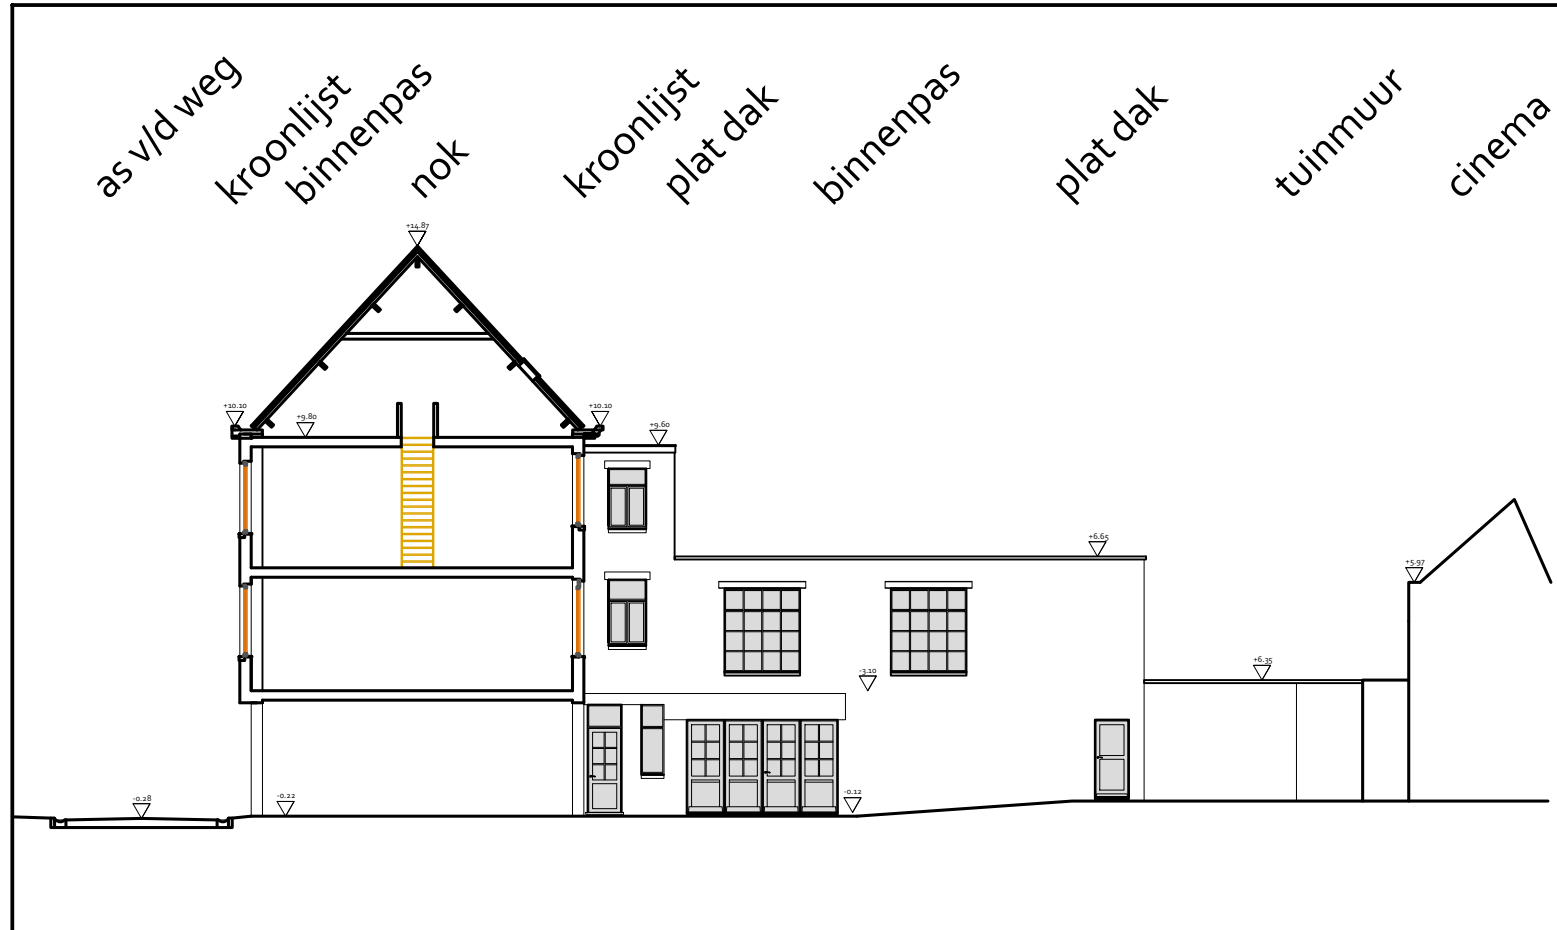 as v/d weg
kroonlijst
binnenpas
nok
kroonlijst
plat dak
binnenpas
plat dak
tuinmuur
cinema
+14.87
+10.10
+9.80
+10.10
+9.60
+6.65
+5.97
+6.35
-3.10
-0.28
-0.22
-0.12